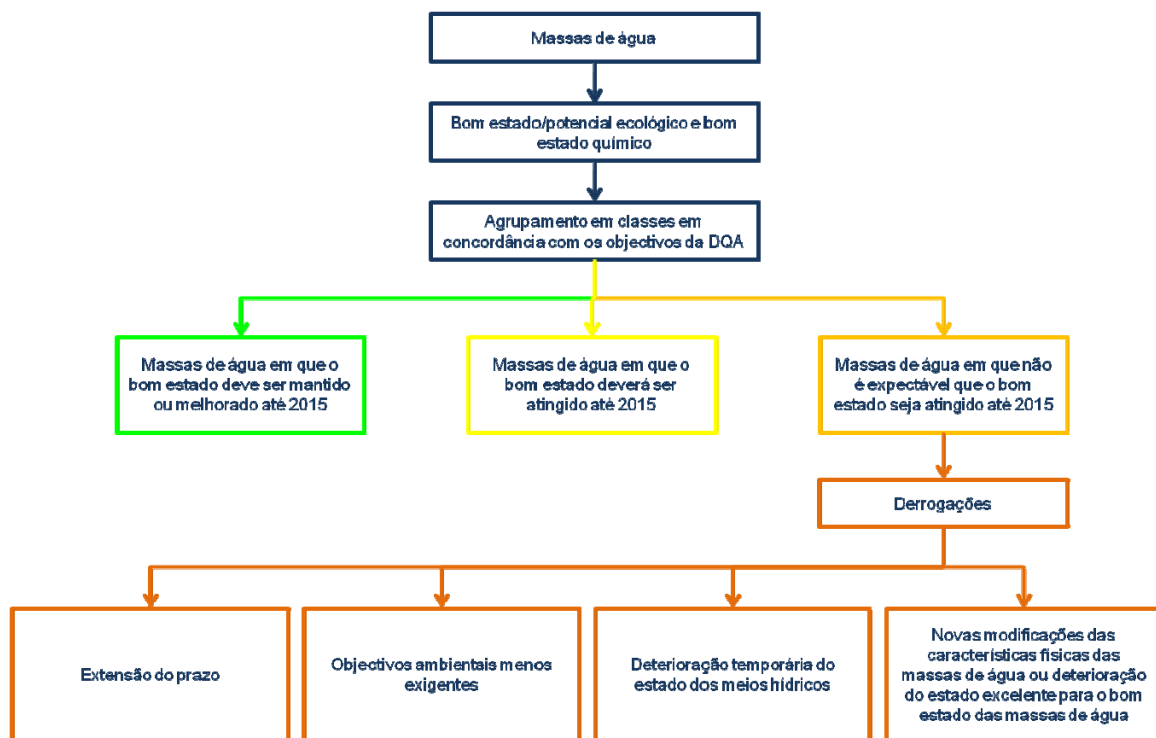 Massas de água
Bom estado/potencial ecológico e bom
estado químico
Agrupamento em classes em
concordância com os objectivos da DQA
Massas de água em que o
bom estado deve ser mantido
ou melhorado até 2015
Massas de água em que o
bom estado deverá ser
atingido até 2015
Massas de água em que não
é expectável que o bom
estado seja atingido até 2015
Derrogações
Extensão do prazo
Objectivos ambientais menos
exigentes
Deterioração temporária do
estado dos meios hídricos
Novas modificações das
características físicas das
massas de água ou deterioração
do estado excelente para o bom
estado das massas de água